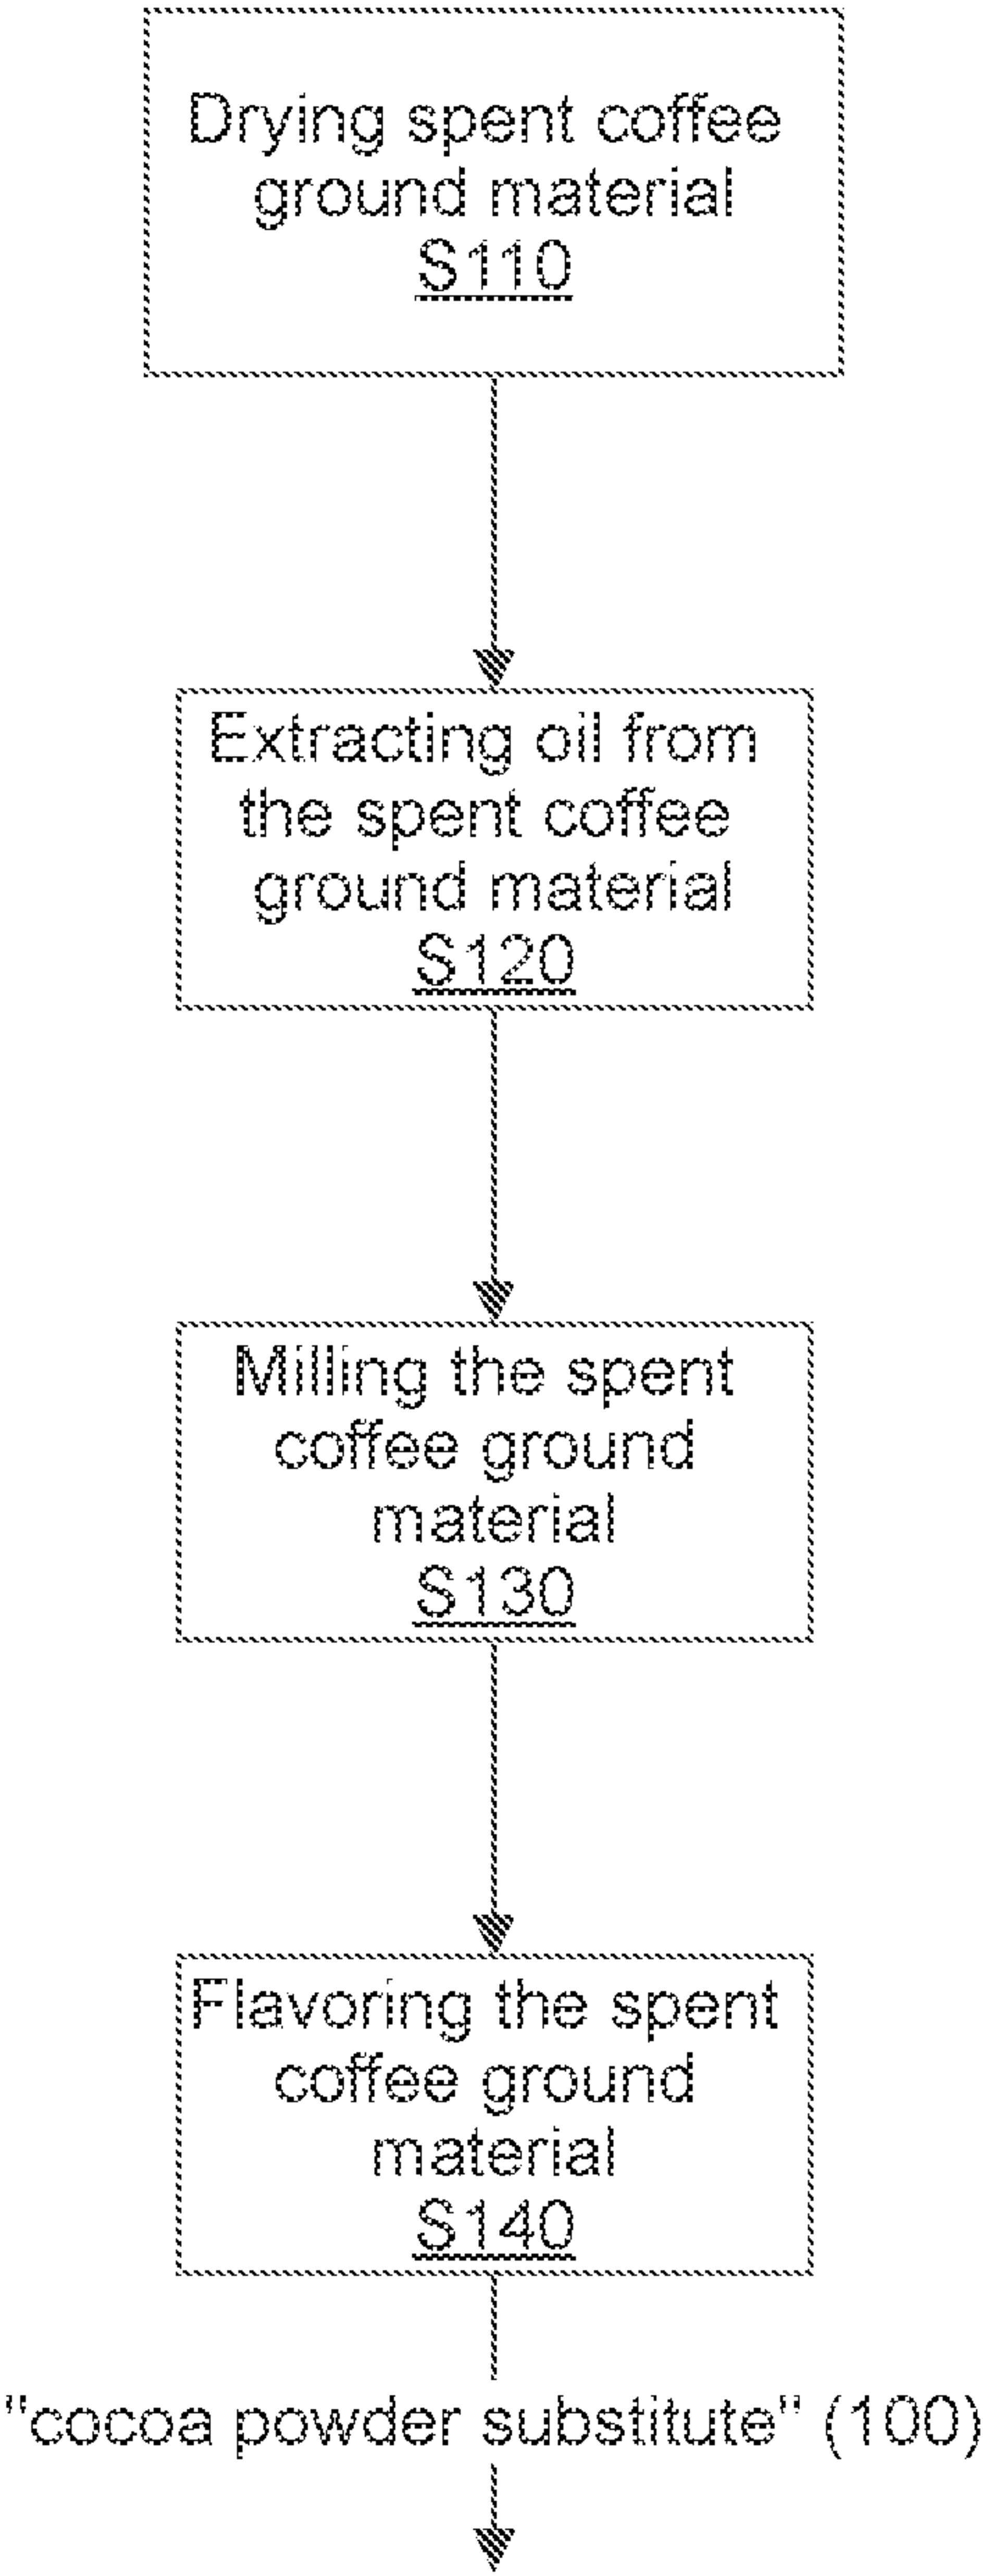 Drying spent coffee
ground material
S110
Extracting oil from
the spent coffee
ground material
S120
Milling the spent
coffee ground
material
S130
Flavoring the spent
coffee ground
material
S140
"cocoa powder substitute" (100)